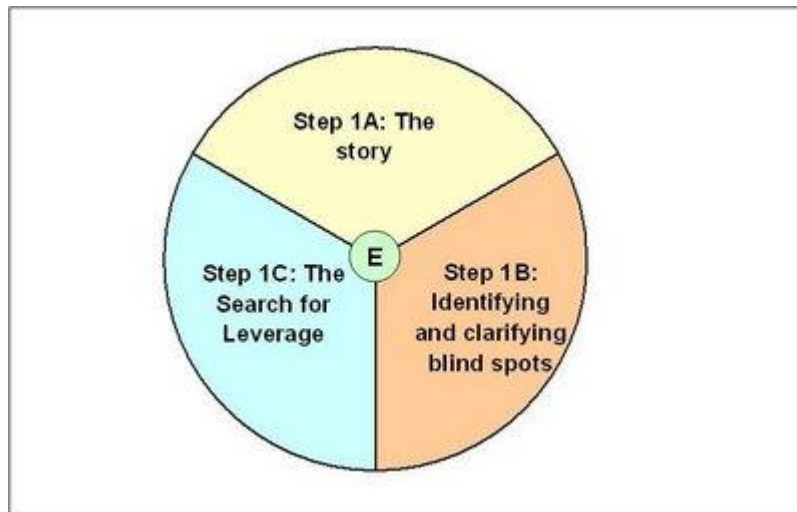 Step 1A: The
story
E
Step 1B:
Identifying
and clarifying
blind spots
Step 1C: The
Search for
Leverage